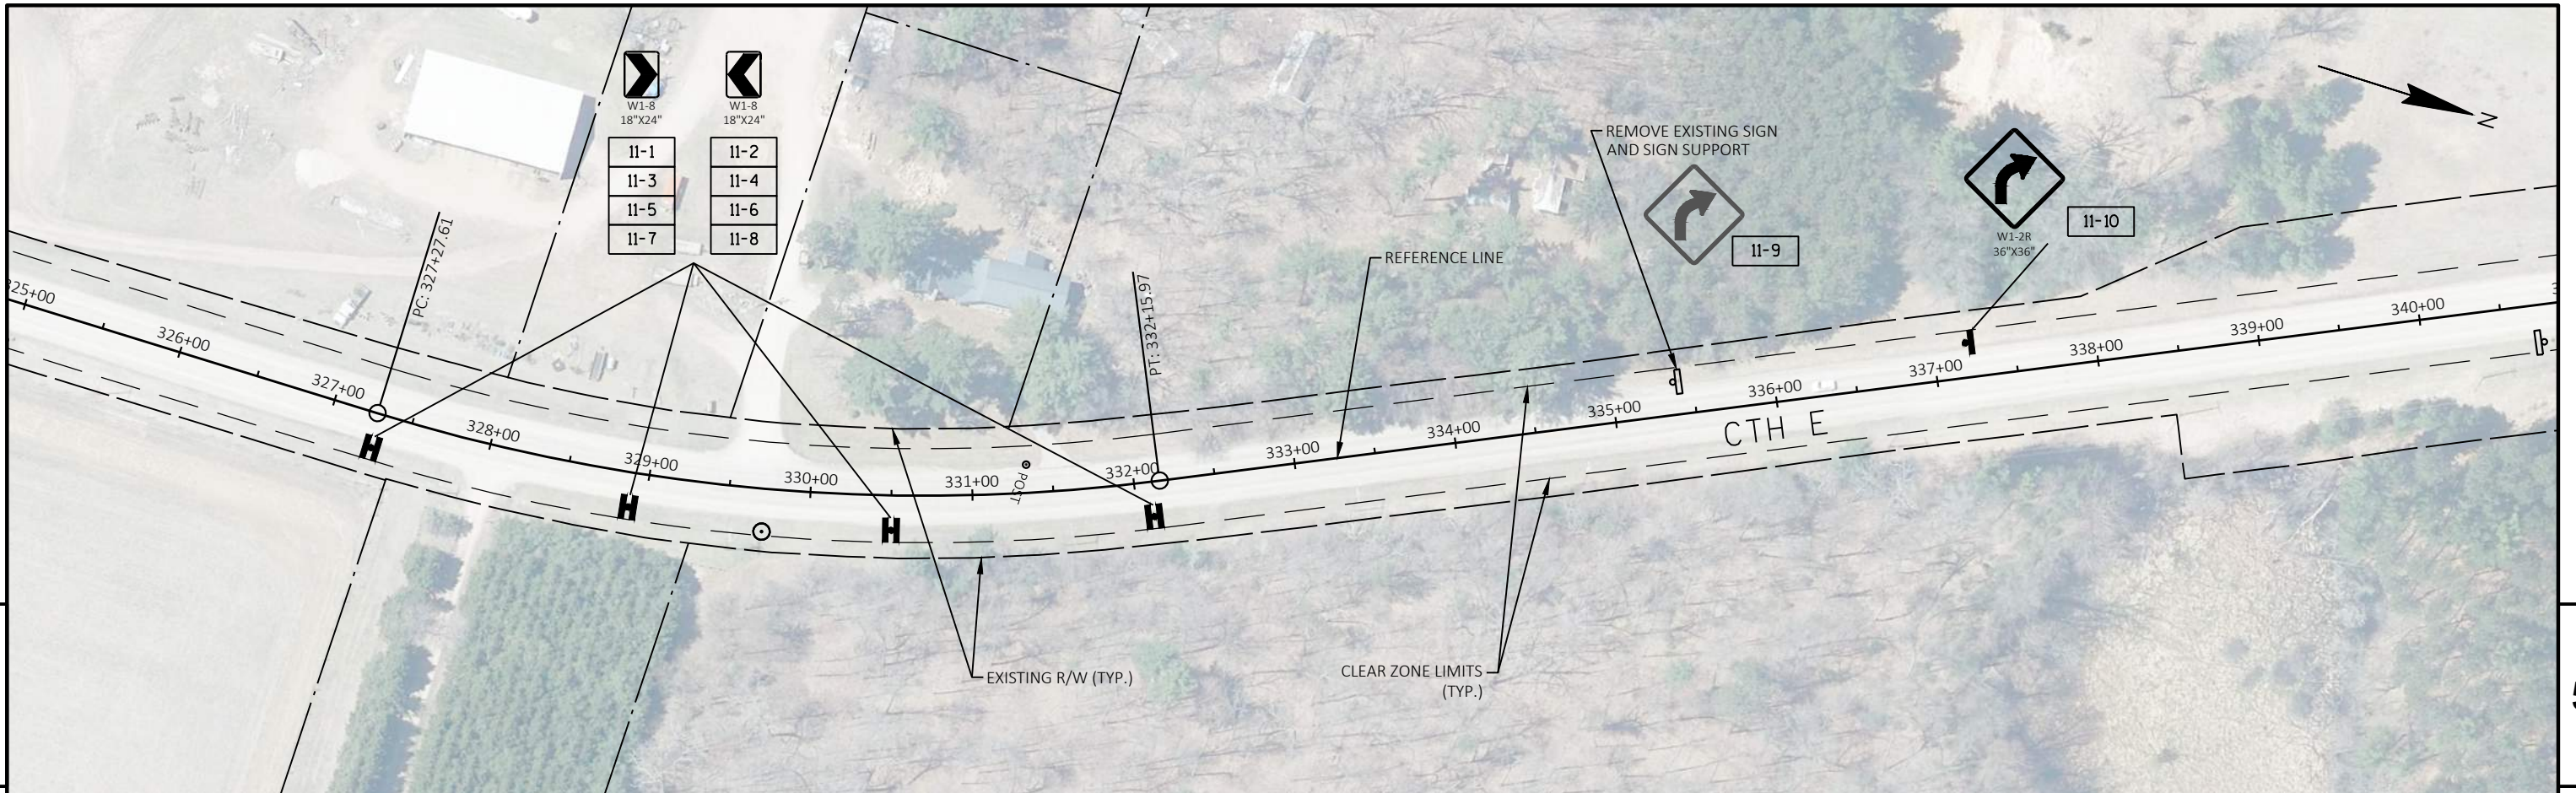 W1-8
18"X24"
W1-8
18"X24"
11-1
11-3
11-5
11-7
11-2
11-4
11-6
11-8
REMOVE EXISTING SIGN
AND SIGN SUPPORT
11-9
W1-2R
36"X36"
11-10
N
PC: 327+27.61
PT: 332+15.97
REFERENCE LINE
325+00
326+00
327+00
328+00
329+00
330+00
331+00
332+00
333+00
334+00
335+00
336+00
337+00
338+00
339+00
340+00
POST
CTH E
EXISTING R/W (TYP.)
CLEAR ZONE LIMITS
(TYP.)